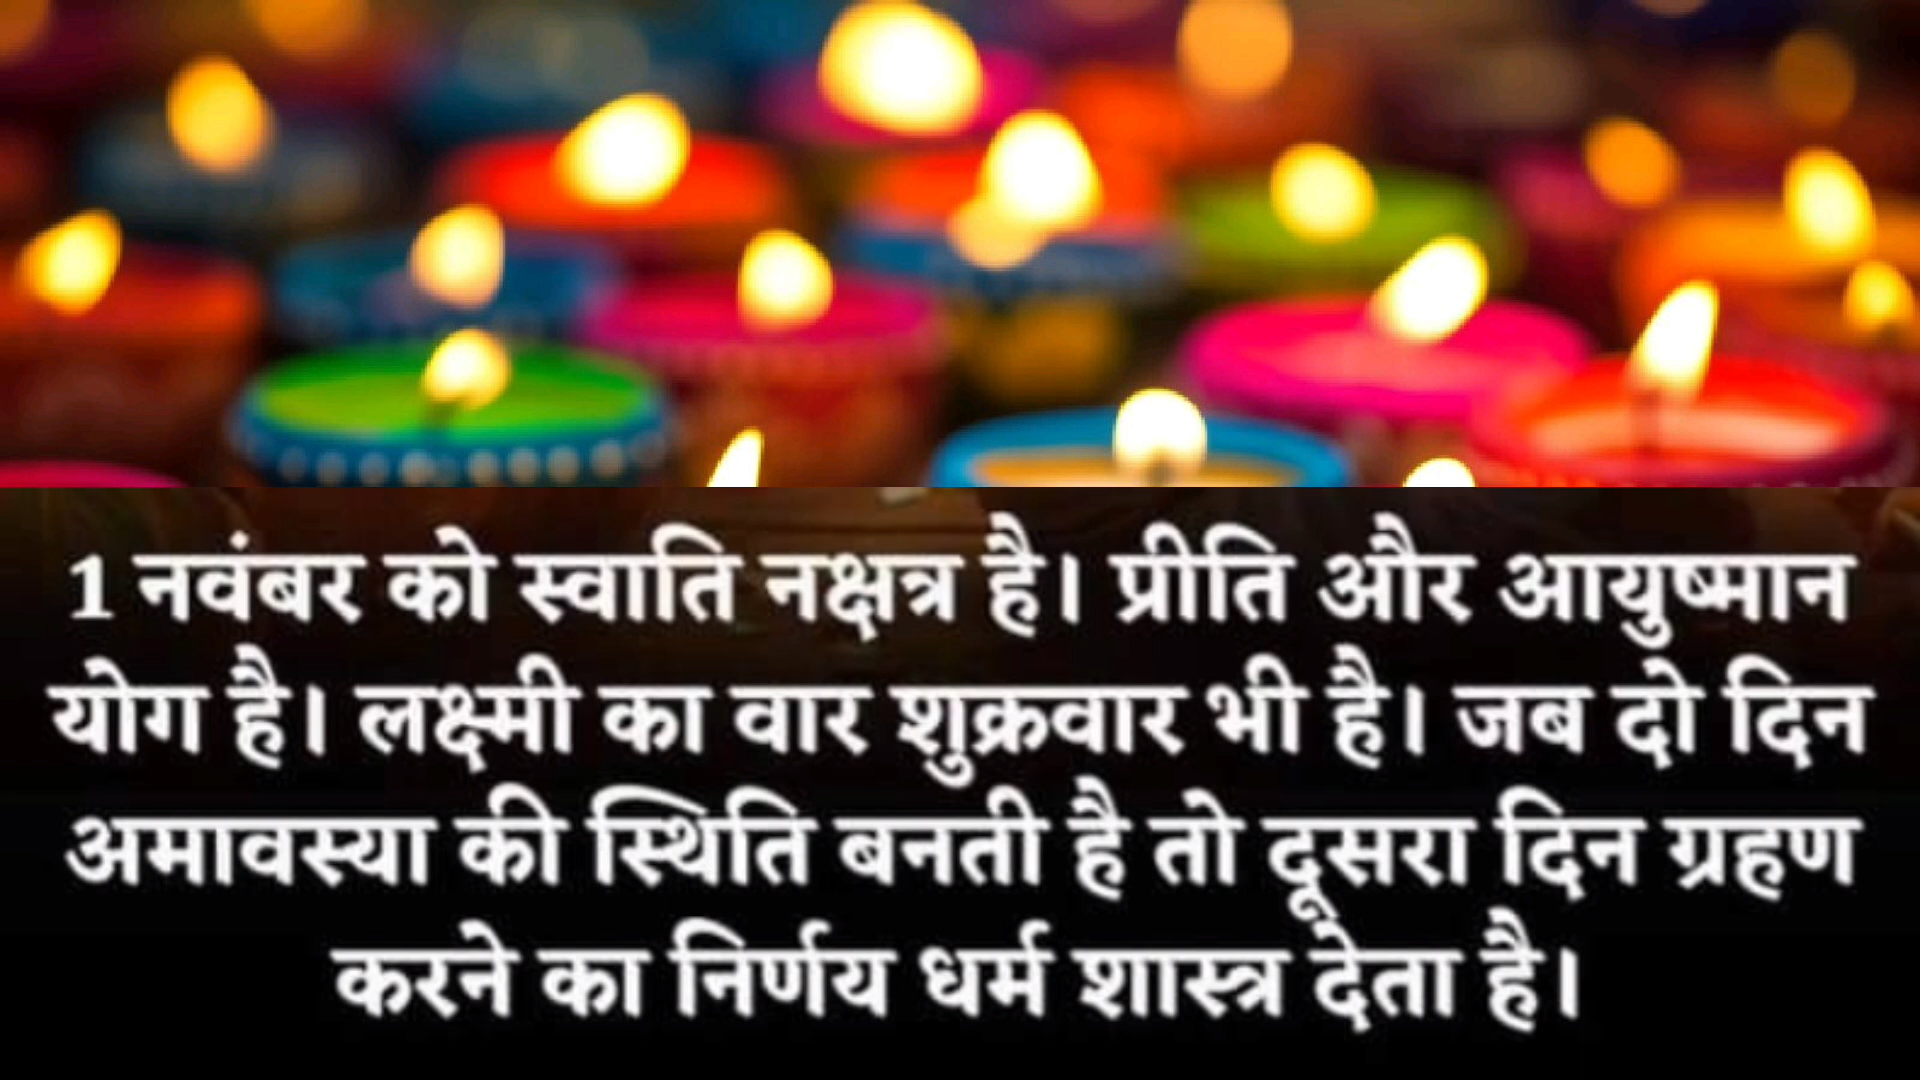 1 नवंबर को स्वाति नक्षत्र है। प्रीति और आयुष्मान
योग है। लक्ष्मी का वार शुक्रवार भी है। जब दो दिन
अमावस्या की स्थिति बनती है तो दूसरा दिन ग्रहण
करने का निर्णय धर्म शास्त्र देता है।